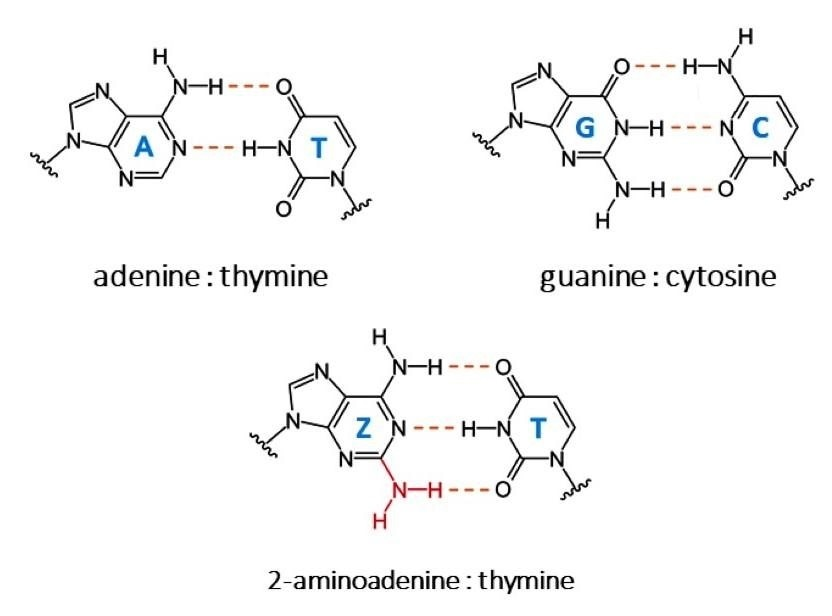 H
N
N-H
O
A
N
H-N
T
N
N
O
N
adenine : thymine
H
N
O
H-N
N
G
N-H
N
C
N
N-H
O
N
H
guanine : cytosine
H
N
N-H
O
N
Z
N
H-N
T
N
N-H
O
N
H
2-aminoadenine : thymine